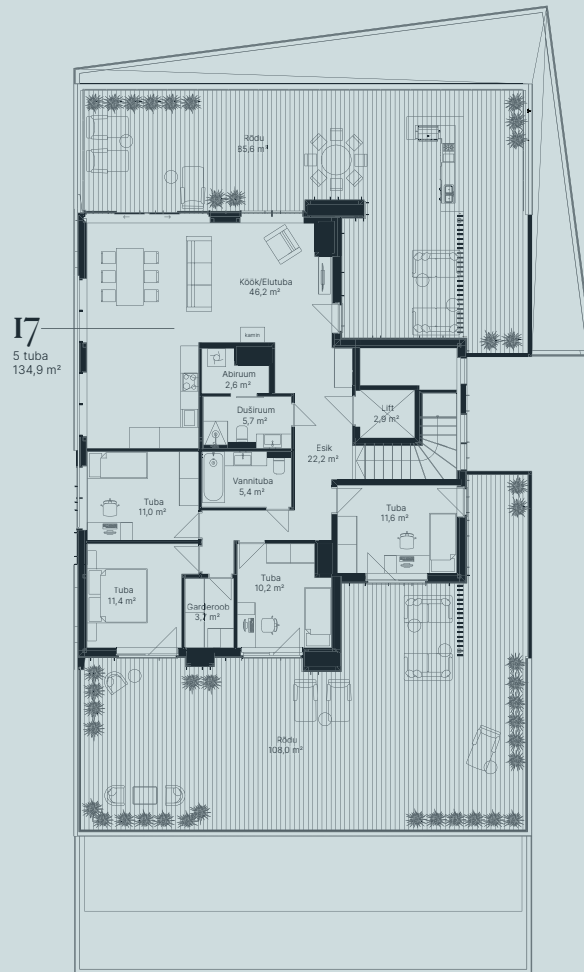 Rõdu
85,6 m²
Köök/Elutuba
46,2 m²
17
5 tuba
134,9 m²
kamin
Abiruum
2,6 m²
Duširuum
5,7 m²
Lift
2,9 m²
Esik
22,2 m²
Vannituba
5,4 m²
Tuba
11,0 m²
Tuba
11,6 m²
Tuba
11,4 m²
Tuba
10,2 m²
Garderoob
3,7 m²
Rõdu
108,0 m²